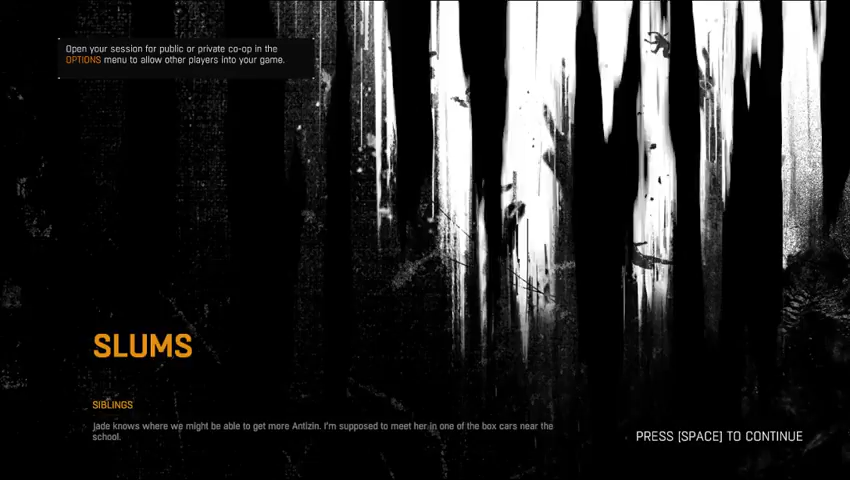 Open your session for public or private co-op in the
OPTIONS menu to allow other players into your game.
SLUMS
SIBLINGS
Jade knows where we might be able to get more Antizin. I'm supposed to meet her in one of the box cars near the
school.
PRESS [SPACE] TO CONTINUE